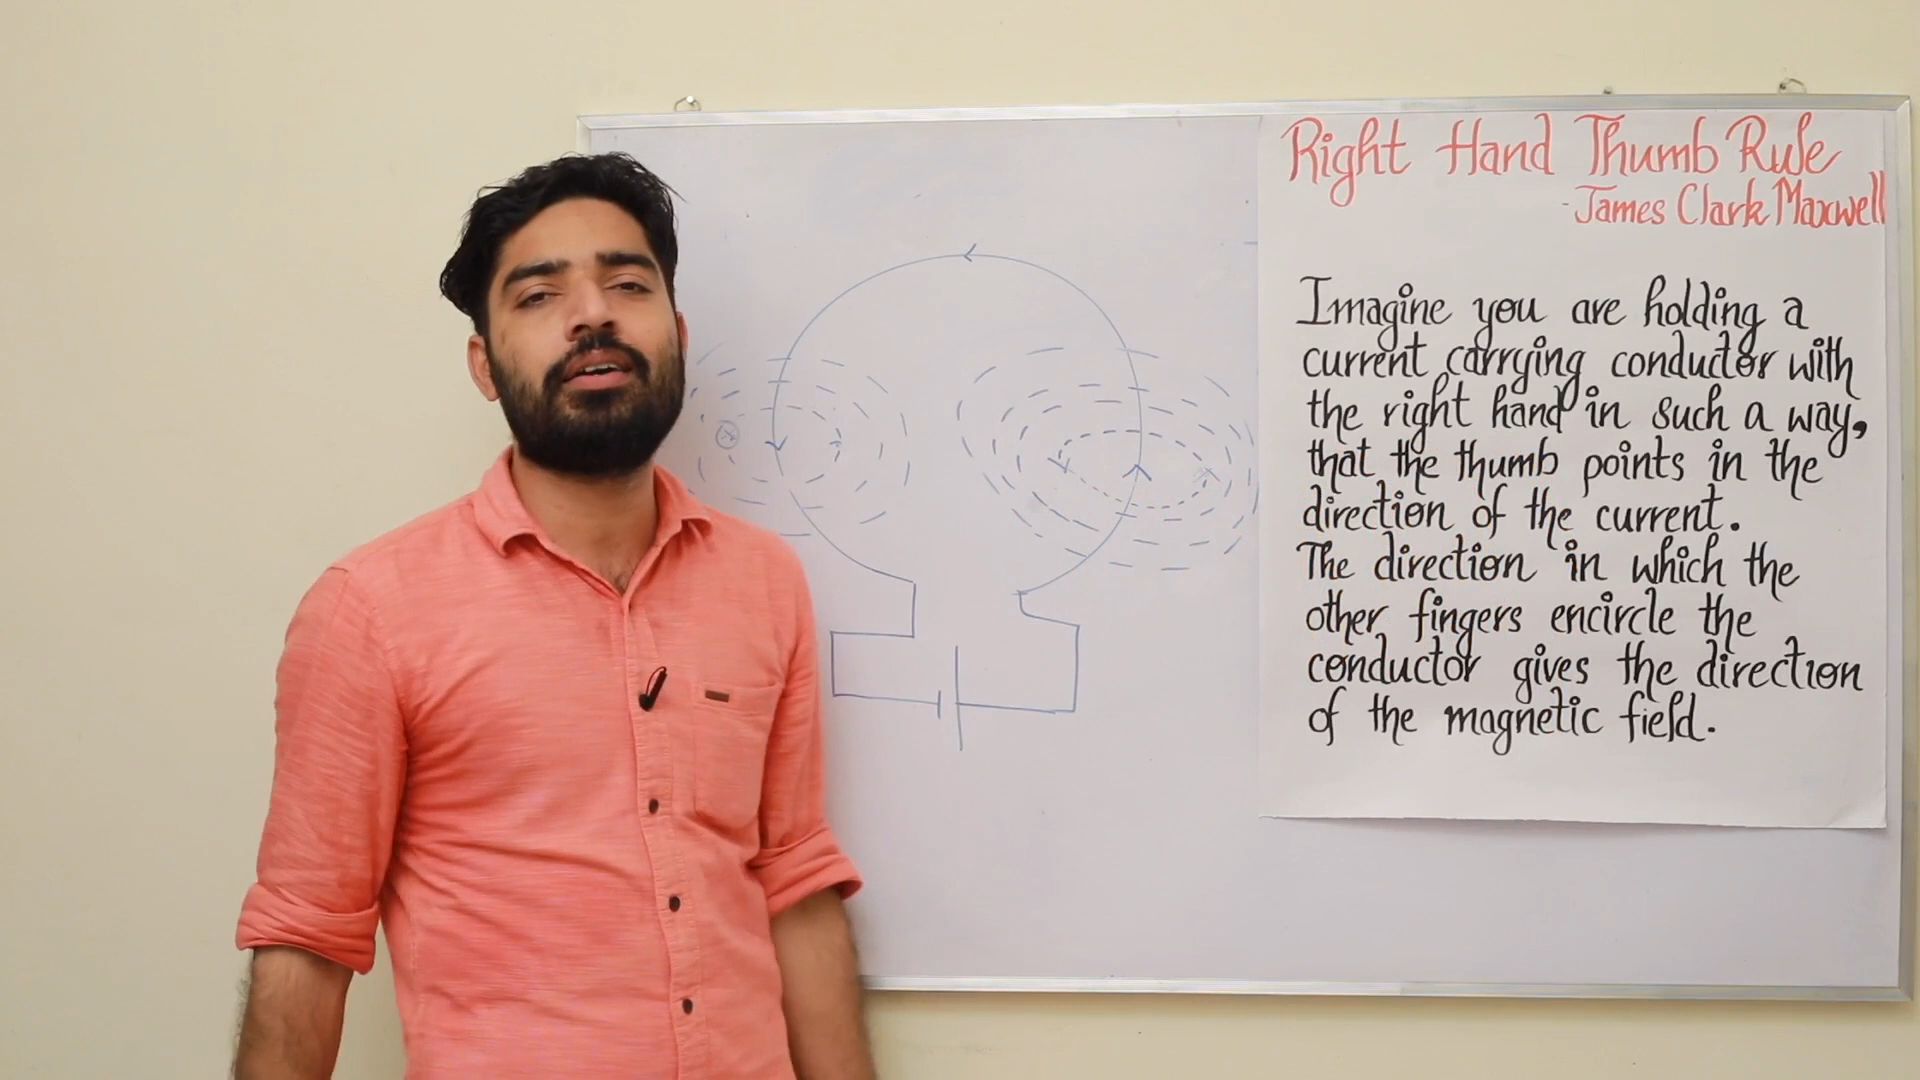 Right Hand Thumb Rule
- James Clark Maxwell
Imagine you are holding a
current carrying conductor with
the right hand in such a way,
that the thumb points in the
direction of the current.
The direction in which the
other fingers encircle the
conductor gives the direction
of the magnetic field.